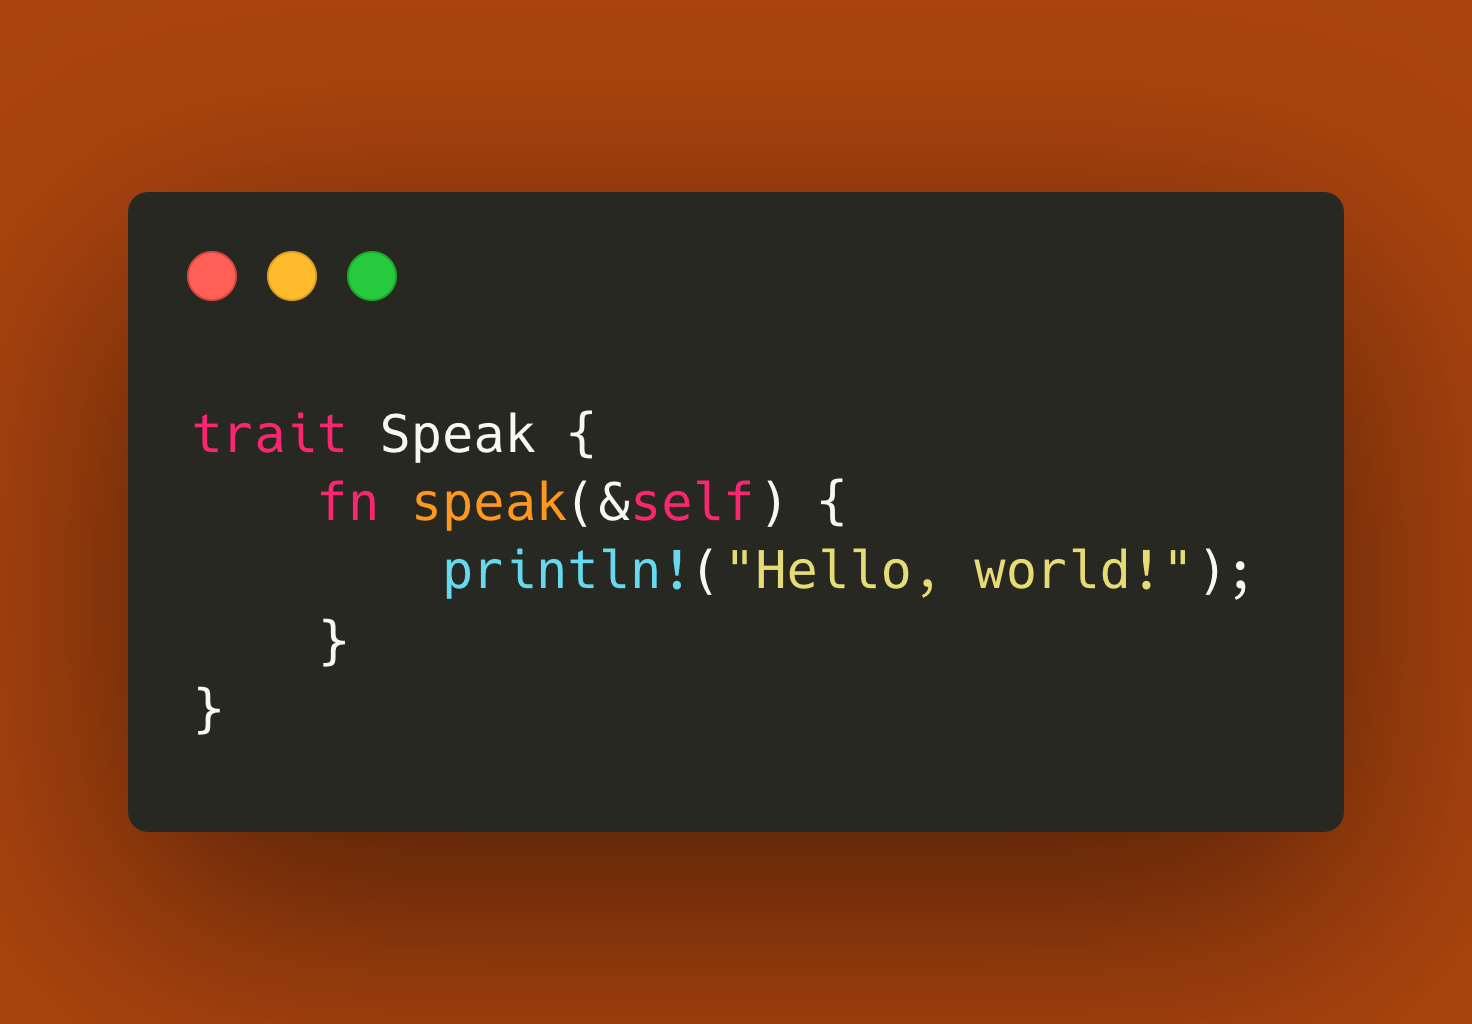 trait Speak {
    fn speak(&self) {
        println!("Hello, world!");
    }
}